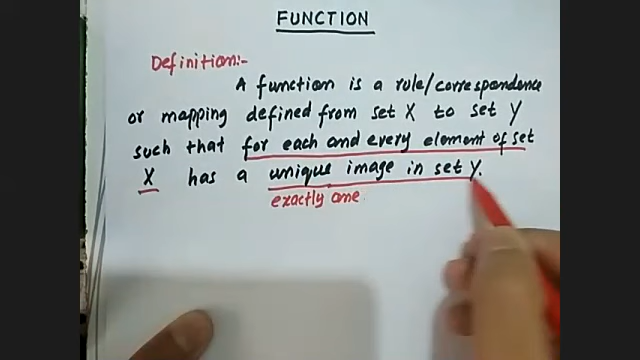 FUNCTION
Definition:-
A function is a rule/correspondence
or mapping defined from set X to set Y
such that for each and every element of set
X has a unique image in set Y.
exactly one